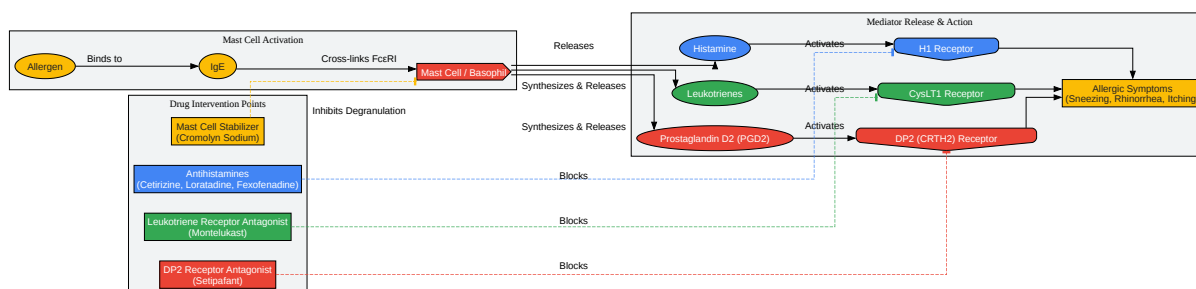 Mast Cell Activation
Allergen
Binds to
IgE
Cross-links FcεRI
Mast Cell / Basophil
Releases
Synthesizes & Releases
Synthesizes & Releases
Mediator Release & Action
Histamine
Activates
H1 Receptor
Leukotrienes
Activates
CysLT1 Receptor
Prostaglandin D2 (PGD2)
Activates
DP2 (CRTH2) Receptor
Allergic Symptoms
(Sneezing, Rhinorrhea, Itching)
Drug Intervention Points
Mast Cell Stabilizer
(Cromolyn Sodium)
Inhibits Degranulation
Antihistamines
(Cetirizine, Loratadine, Fexofenadine)
Blocks
Leukotriene Receptor Antagonist
(Montelukast)
Blocks
DP2 Receptor Antagonist
(Setipafant)
Blocks